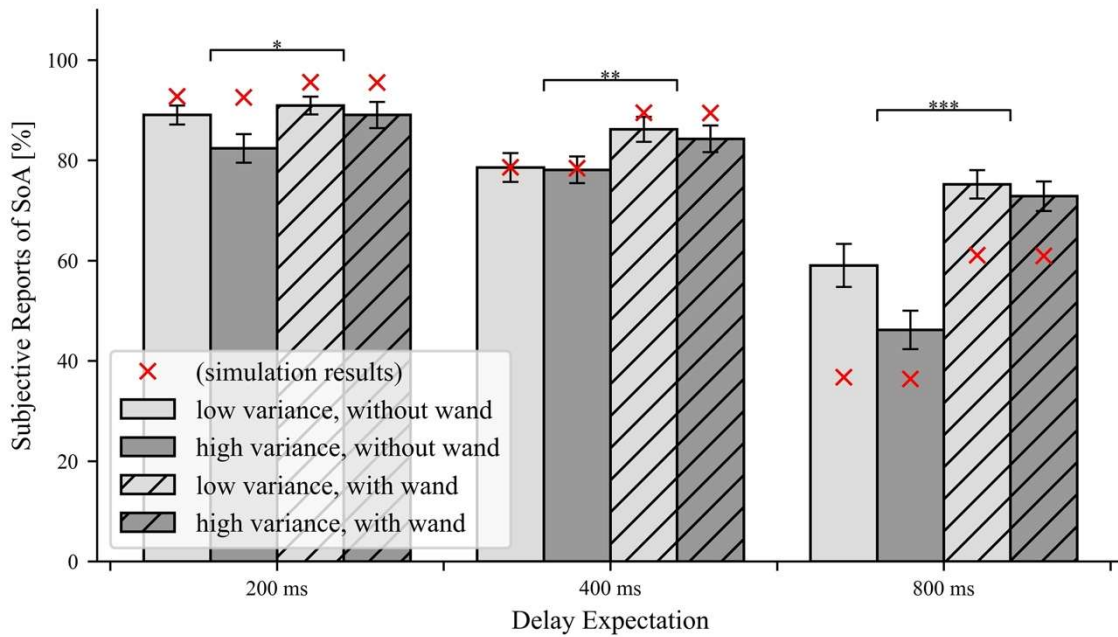 Subjective Reports of SoA [%]
100
80
60
40
20
0
*
**
***
(simulation results)
low variance, without wand
high variance, without wand
low variance, with wand
high variance, with wand
200 ms
400 ms
800 ms
Delay Expectation